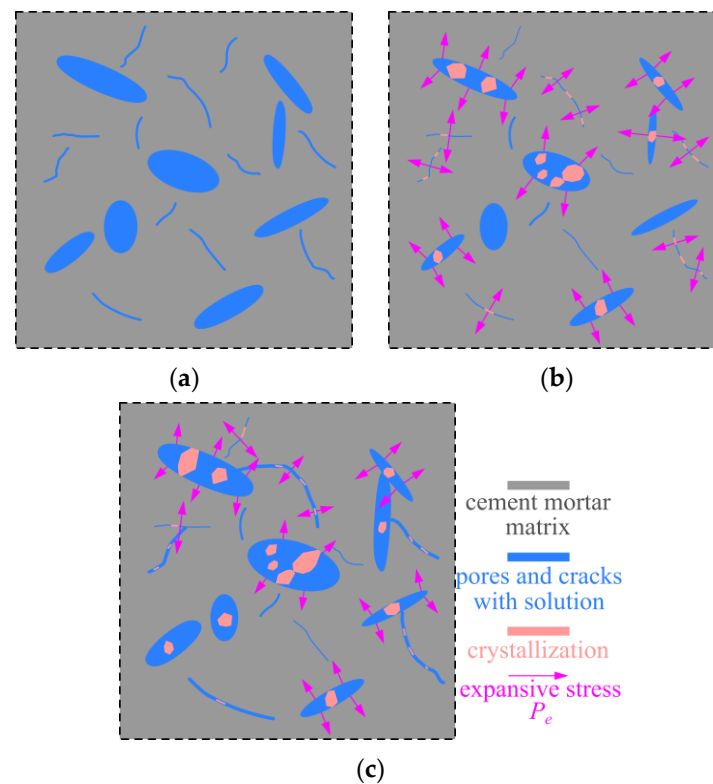 (a)
(b)
cement mortar
matrix
pores and cracks
with solution
crystallization
expansive stress
Pₑ
(c)